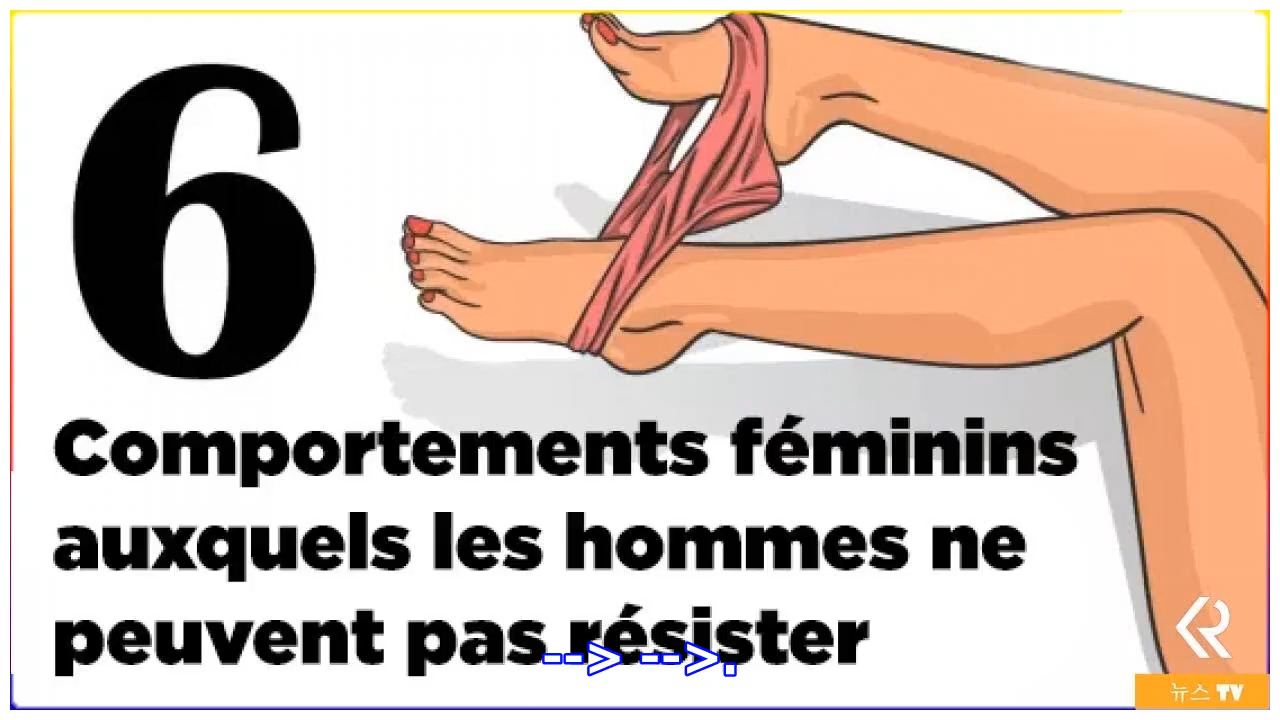 6
Comportements féminins
auxquels les hommes ne
peuvent pas résister
--> -->.
뉴스 TV